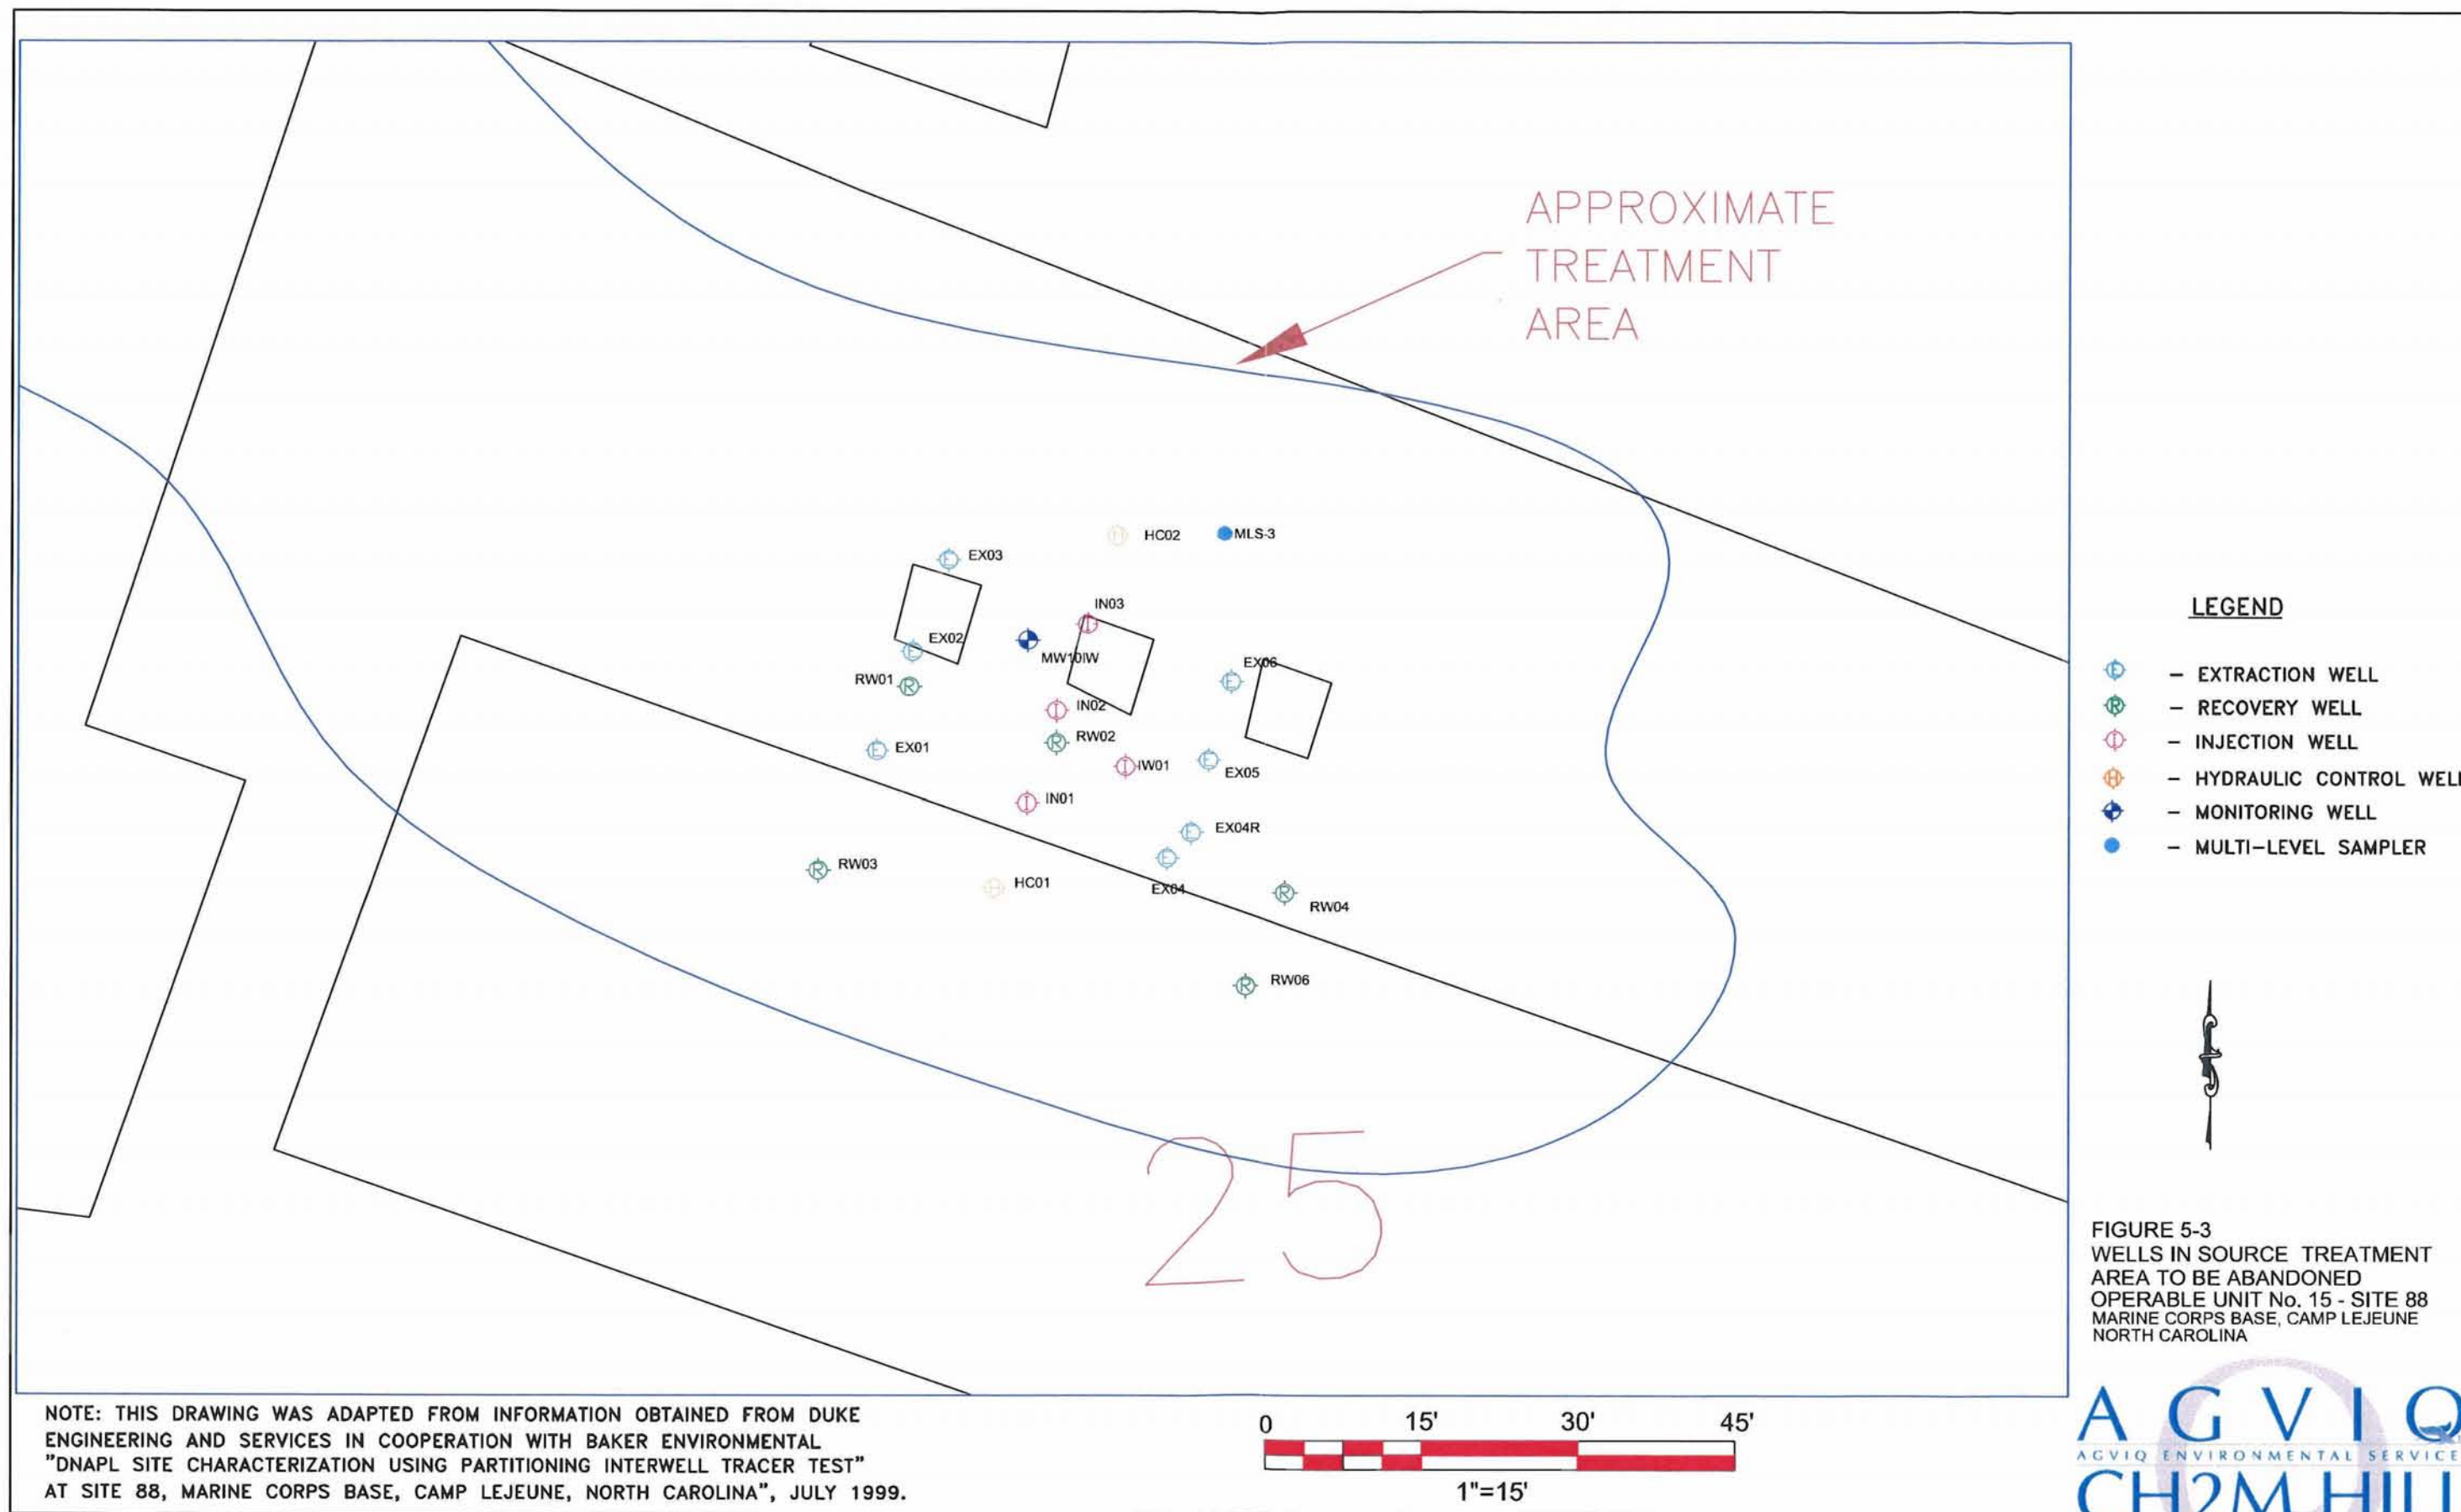 APPROXIMATE
TREATMENT
AREA
HC02
MLS-3
EX03
IN03
EX02
MW10IW
EX06
RW01
IN02
RW02
EX01
IW01
EX05
IN01
EX04R
RW03
HC01
EX04
RW04
RW06
25
LEGEND
E – EXTRACTION WELL
R – RECOVERY WELL
I – INJECTION WELL
H – HYDRAULIC CONTROL WELL
– MONITORING WELL
– MULTI-LEVEL SAMPLER
FIGURE 5-3
WELLS IN SOURCE TREATMENT
AREA TO BE ABANDONED
OPERABLE UNIT No. 15 - SITE 88
MARINE CORPS BASE, CAMP LEJEUNE
NORTH CAROLINA
NOTE: THIS DRAWING WAS ADAPTED FROM INFORMATION OBTAINED FROM DUKE
ENGINEERING AND SERVICES IN COOPERATION WITH BAKER ENVIRONMENTAL
"DNAPL SITE CHARACTERIZATION USING PARTITIONING INTERWELL TRACER TEST"
AT SITE 88, MARINE CORPS BASE, CAMP LEJEUNE, NORTH CAROLINA", JULY 1999.
0 15' 30' 45'
1"=15'
AGVIQ
AGVIQ ENVIRONMENTAL SERVICE
CH2M HILL